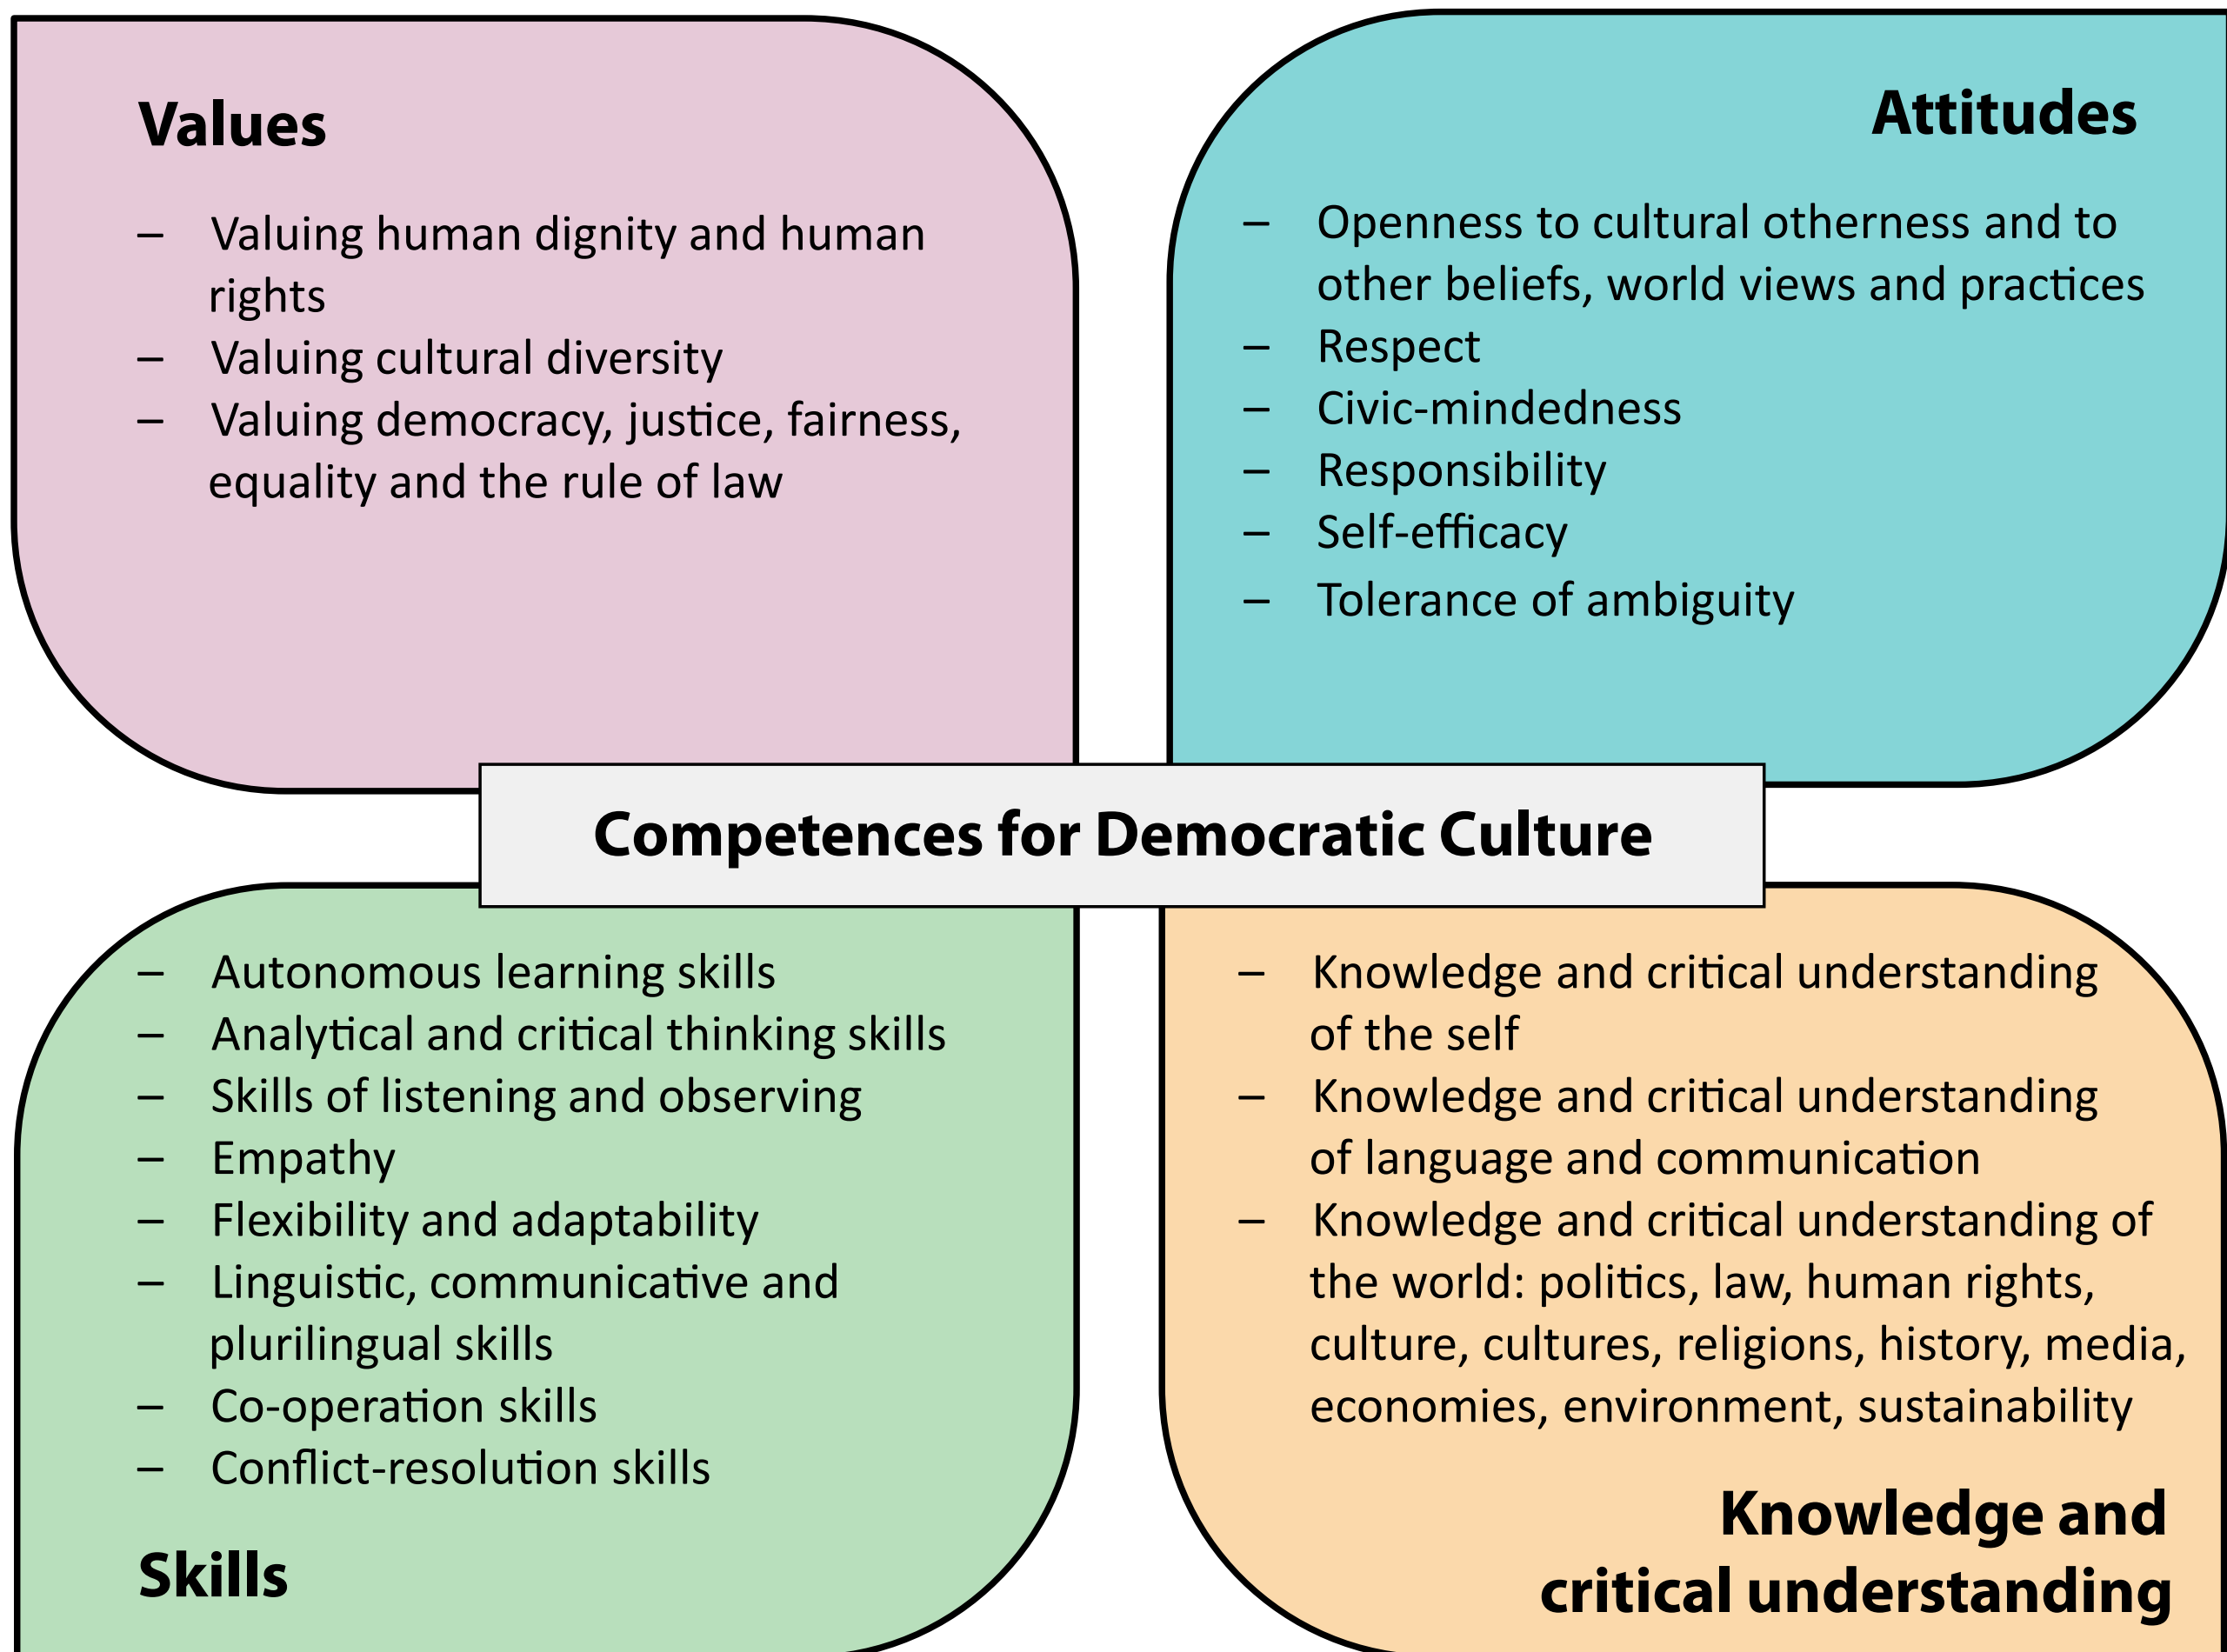 Values
– Valuing human dignity and human
rights
– Valuing cultural diversity
– Valuing democracy, justice, fairness,
equality and the rule of law
Attitudes
– Openness to cultural otherness and to
other beliefs, world views and practices
– Respect
– Civic-mindedness
– Responsibility
– Self-efficacy
– Tolerance of ambiguity
Competences for Democratic Culture
– Autonomous learning skills
– Analytical and critical thinking skills
– Skills of listening and observing
– Empathy
– Flexibility and adaptability
– Linguistic, communicative and
plurilingual skills
– Co-operation skills
– Conflict-resolution skills
Skills
– Knowledge and critical understanding
of the self
– Knowledge and critical understanding
of language and communication
– Knowledge and critical understanding of
the world: politics, law, human rights,
culture, cultures, religions, history, media,
economies, environment, sustainability
Knowledge and
critical understanding